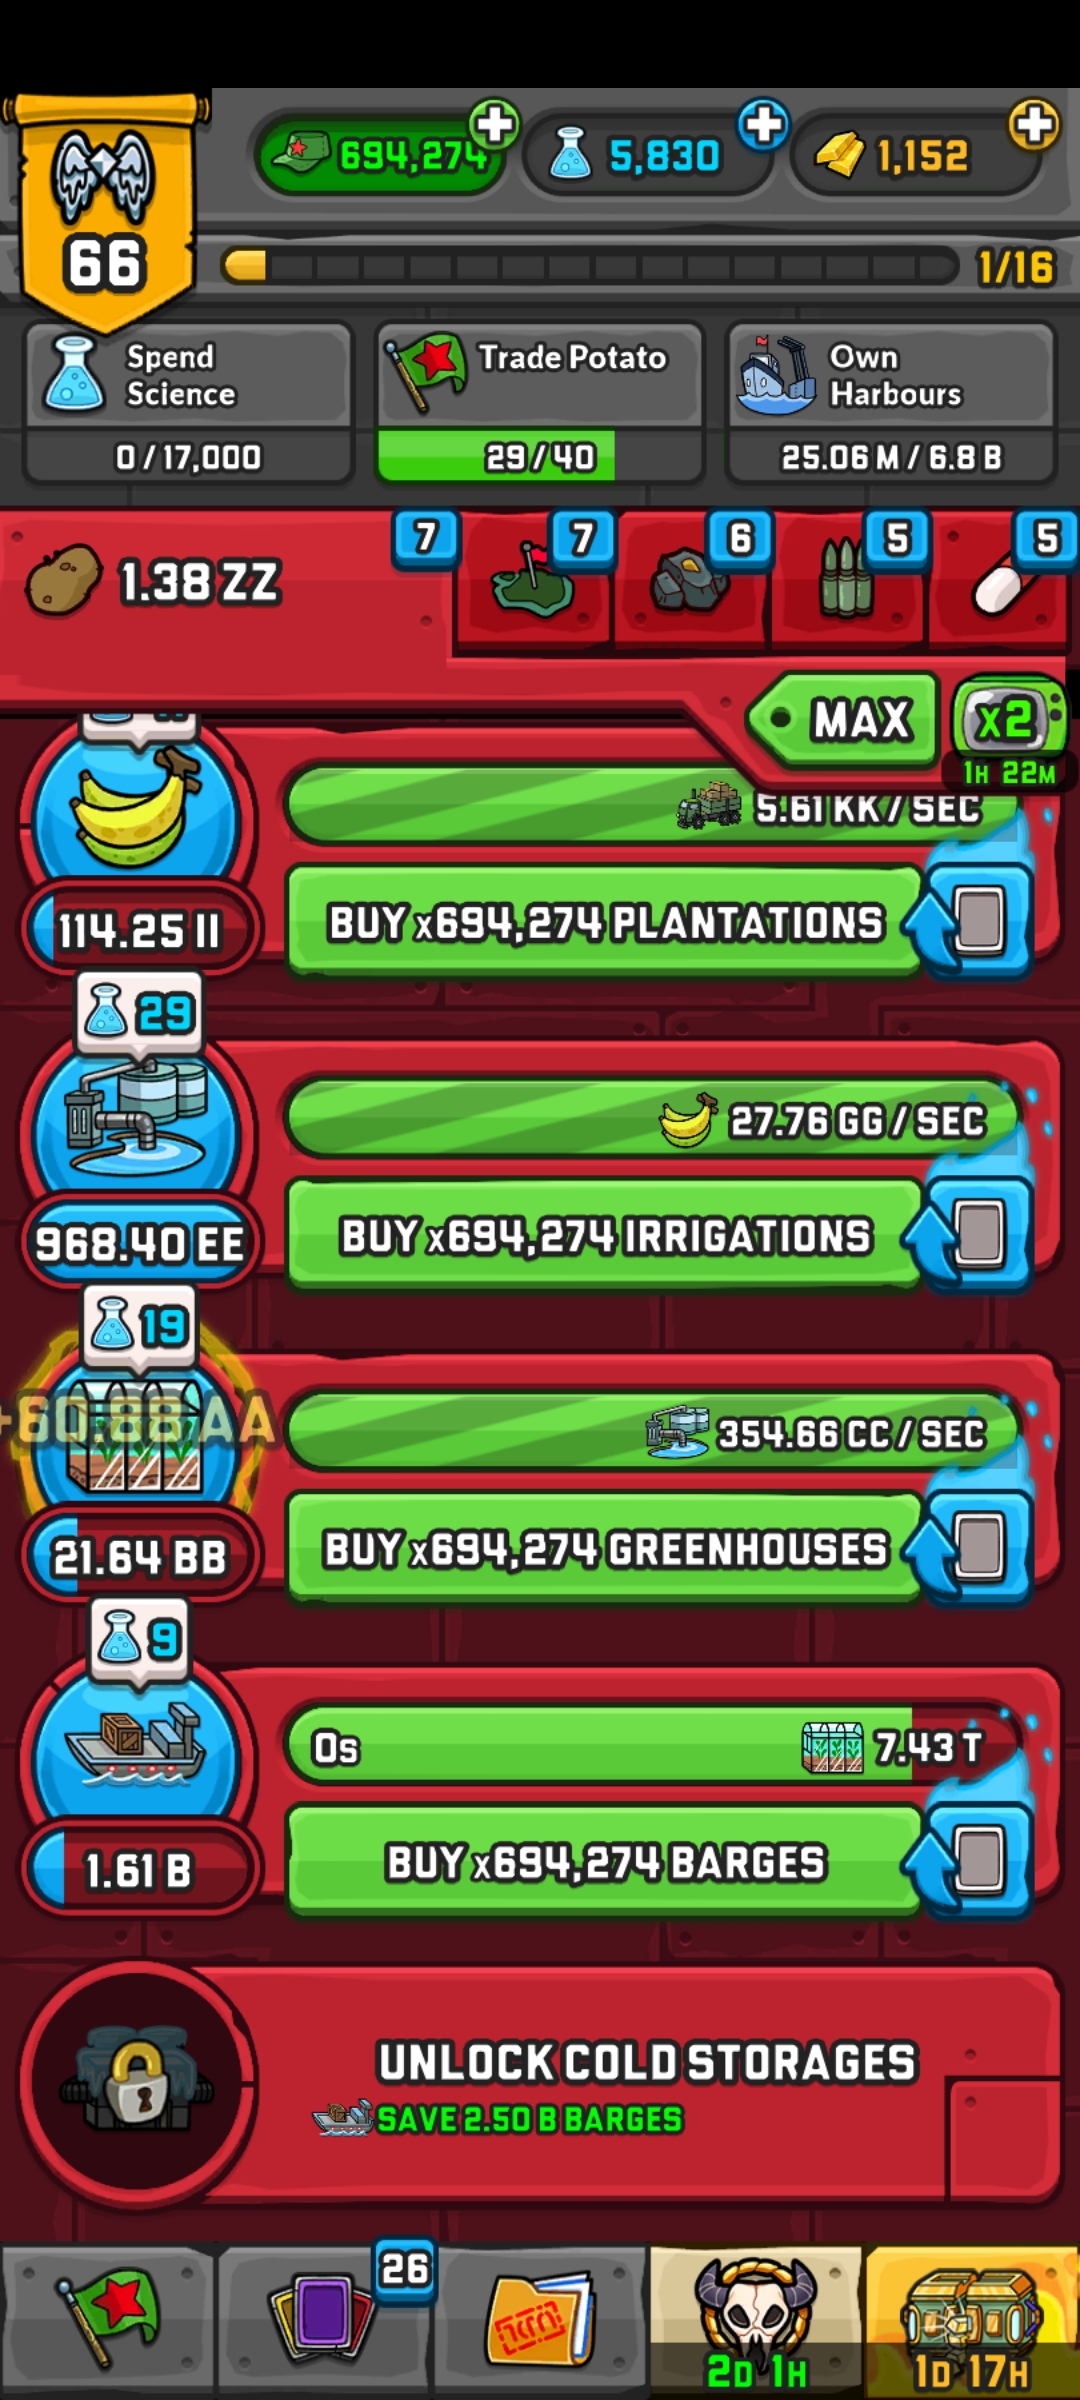 694,274
5,830
1,152
66
1/16
Spend
Science
0/17,000
Trade Potato
29/40
Own
Harbours
25.06 M / 6.8 B
1.38 ZZ
7
7
6
5
5
MAX
x2
1H 22M
5.61 KK / SEC
114.25 II
BUY x694,274 PLANTATIONS
29
27.76 GG / SEC
968.40 EE
BUY x694,274 IRRIGATIONS
19
+60.88 AA
354.66 CC / SEC
21.64 BB
BUY x694,274 GREENHOUSES
9
0s
7.43 T
1.61 B
BUY x694,274 BARGES
UNLOCK COLD STORAGES
SAVE 2.50 B BARGES
26
2D 1H
1D 17H